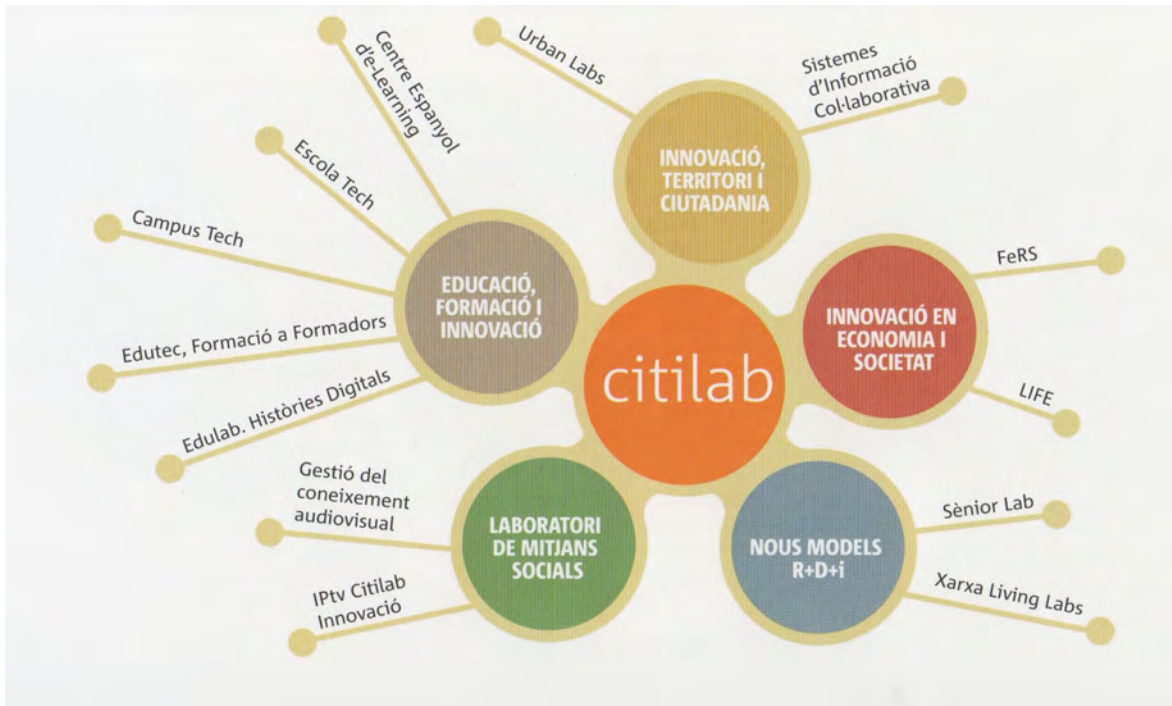 Centre Espanyol
d'e-Learning
Escola Tech
Campus Tech
Edutec, Formació a Formadors
Edulab. Històries Digitals
EDUCACIÓ,
FORMACIÓ I
INNOVACIÓ
Urban Labs
Sistemes
d'Informació
Col·laborativa
INNOVACIÓ,
TERRITORI I
CIUTADANIA
FeRS
LIFE
INNOVACIÓ EN
ECONOMIA I
SOCIETAT
citilab
Gestió del
coneixement
audiovisual
IPtv Citilab
Innovació
LABORATORI
DE MITJANS
SOCIALS
Sènior Lab
Xarxa Living Labs
NOUS MODELS
R+D+i